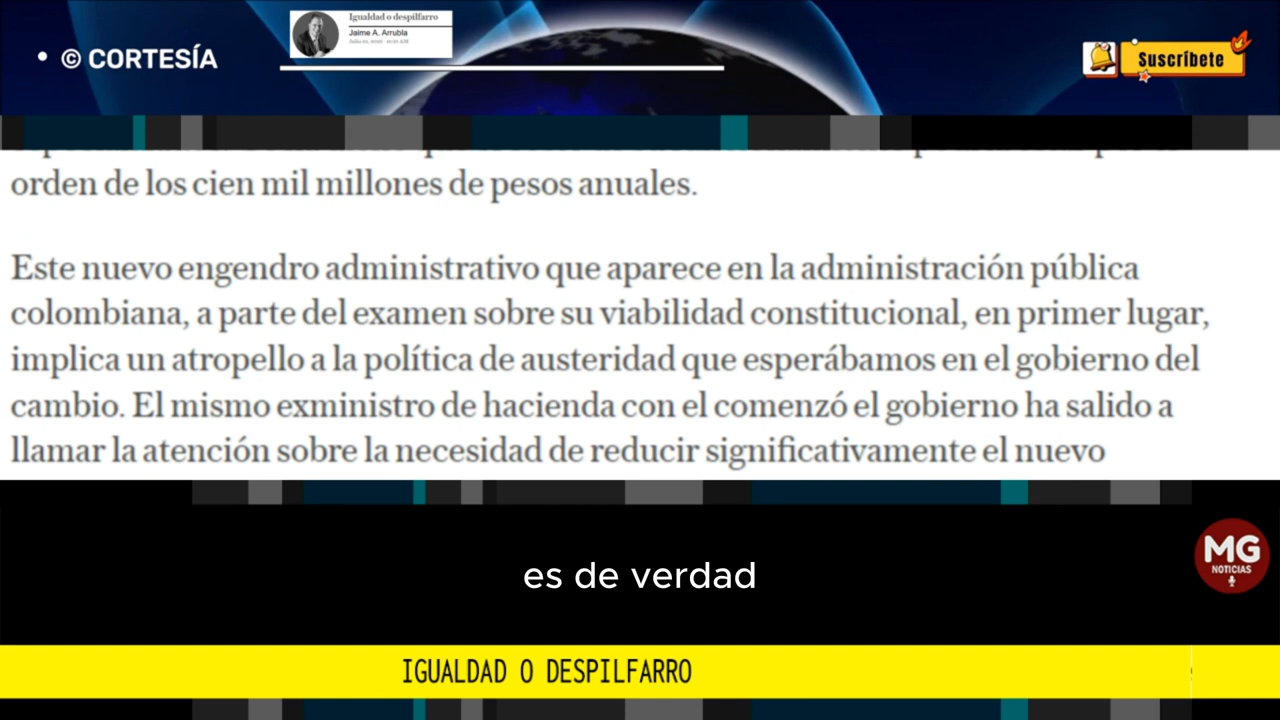 • © CORTESÍA
Igualdad o despilfarro
Jaime A. Arrubla
Suscríbete
orden de los cien mil millones de pesos anuales.
Este nuevo engendro administrativo que aparece en la administración pública
colombiana, a parte del examen sobre su viabilidad constitucional, en primer lugar,
implica un atropello a la política de austeridad que esperábamos en el gobierno del
cambio. El mismo exministro de hacienda con el comenzó el gobierno ha salido a
llamar la atención sobre la necesidad de reducir significativamente el nuevo
MG
NOTICIAS
es de verdad
IGUALDAD O DESPILFARRO